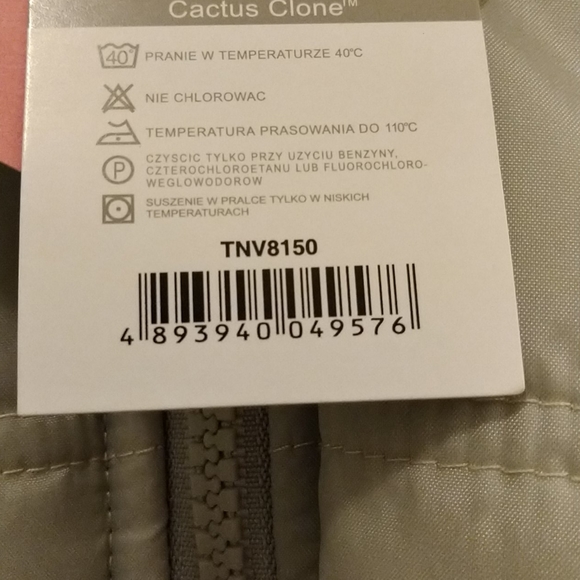 Cactus Clone™
40° PRANIE W TEMPERATURZE 40°C
NIE CHLOROWAC
TEMPERATURA PRASOWANIA DO 110°C
P CZYSCIC TYLKO PRZY UZYCIU BENZYNY,
CZTEROCHLOROETANU LUB FLUOROCHLORO-
WEGLOWODOROW
SUSZENIE W PRALCE TYLKO W NISKICH
TEMPERATURACH
TNV8150
4 893940 049576